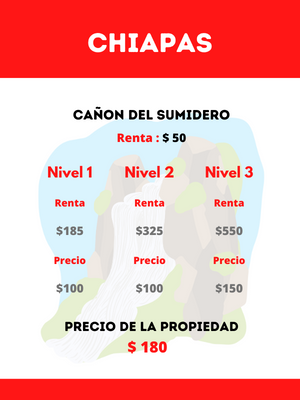 CHIAPAS
CAÑON DEL SUMIDERO
Renta : $ 50
Nivel 1 Nivel 2 Nivel 3
Renta Renta Renta
$185 $325 $550
Precio Precio Precio
$100 $100 $150
PRECIO DE LA PROPIEDAD
$ 180